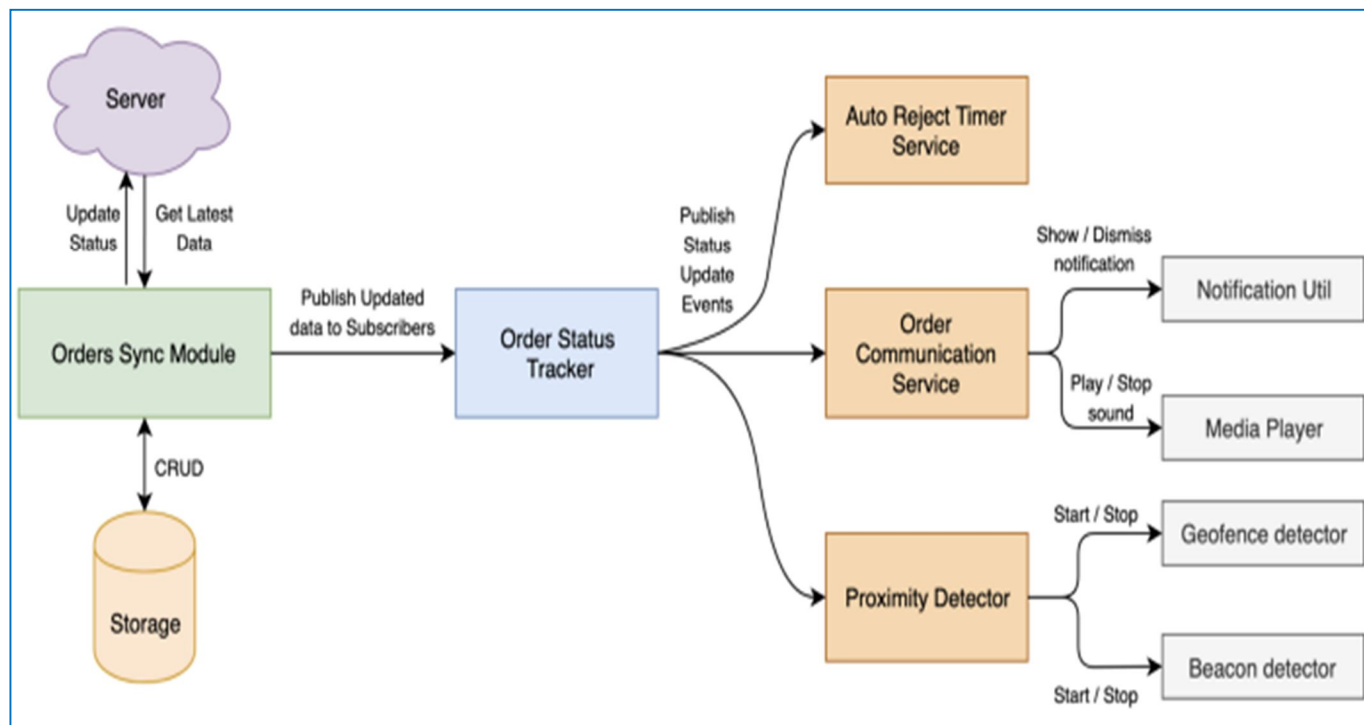 Server
Update
Status
Get Latest
Data
Orders Sync Module
CRUD
Storage
Publish Updated
data to Subscribers
Order Status
Tracker
Publish
Status
Update
Events
Auto Reject Timer
Service
Order
Communication
Service
Show / Dismiss
notification
Notification Util
Play / Stop
sound
Media Player
Proximity Detector
Start / Stop
Geofence detector
Beacon detector
Start / Stop